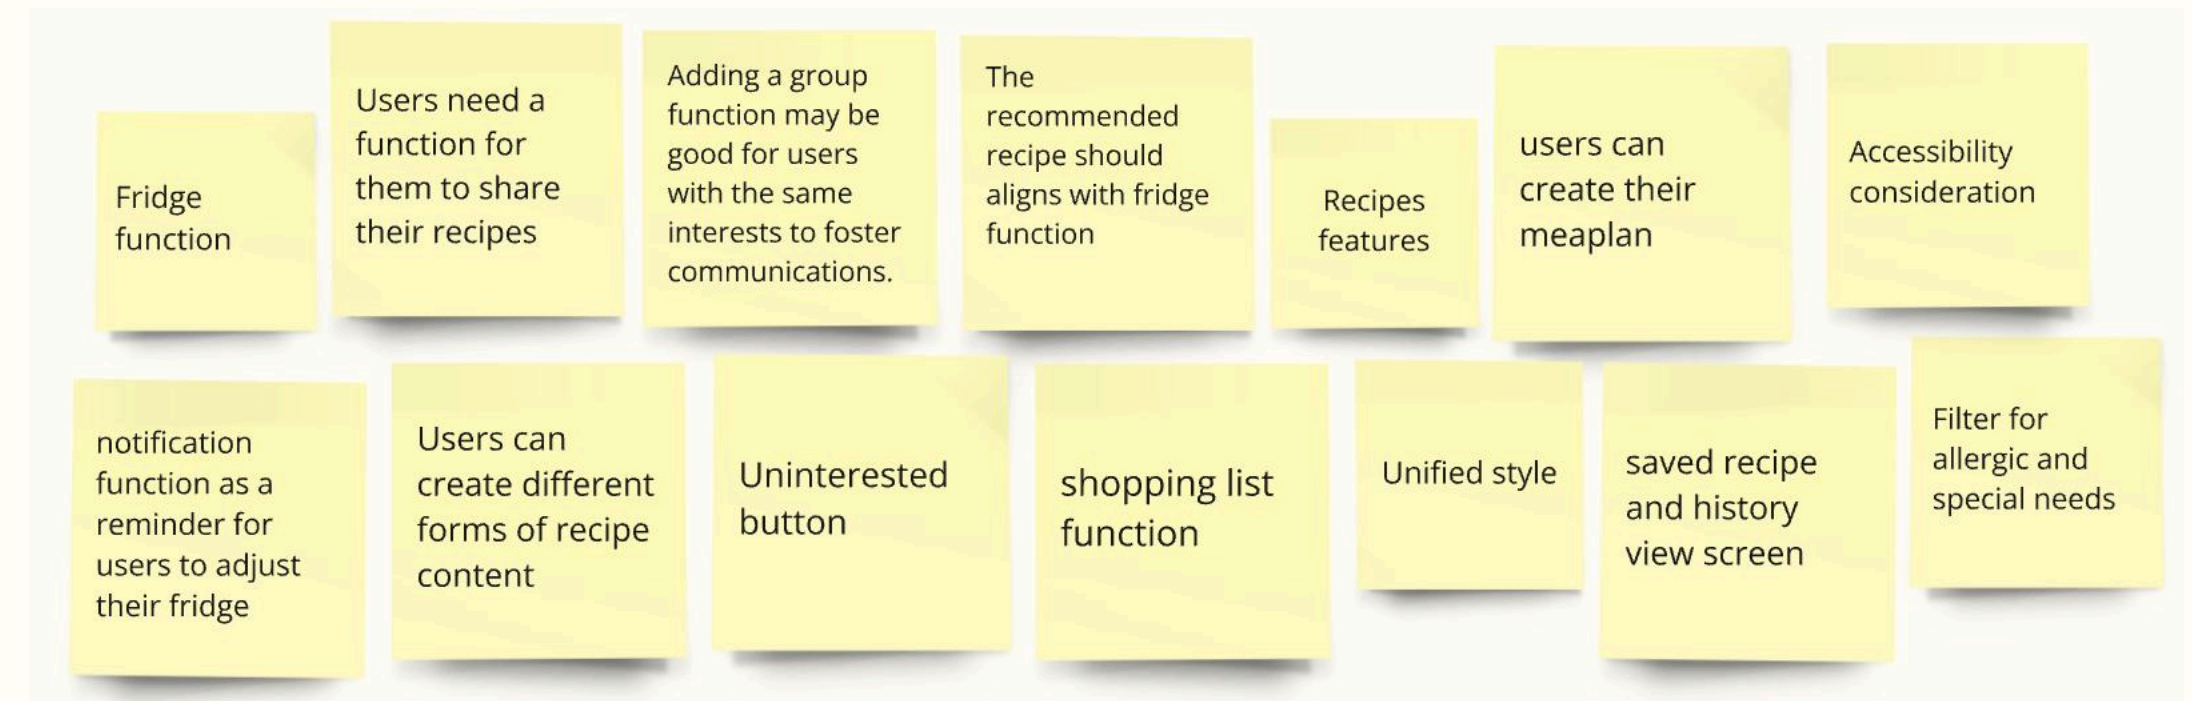 Fridge
function
Users need a
function for
them to share
their recipes
Adding a group
function may be
good for users
with the same
interests to foster
communications.
The
recommended
recipe should
aligns with fridge
function
Recipes
features
users can
create their
meaplan
Accessibility
consideration
notification
function as a
reminder for
users to adjust
their fridge
Users can
create different
forms of recipe
content
Uninterested
button
shopping list
function
Unified style
saved recipe
and history
view screen
Filter for
allergic and
special needs